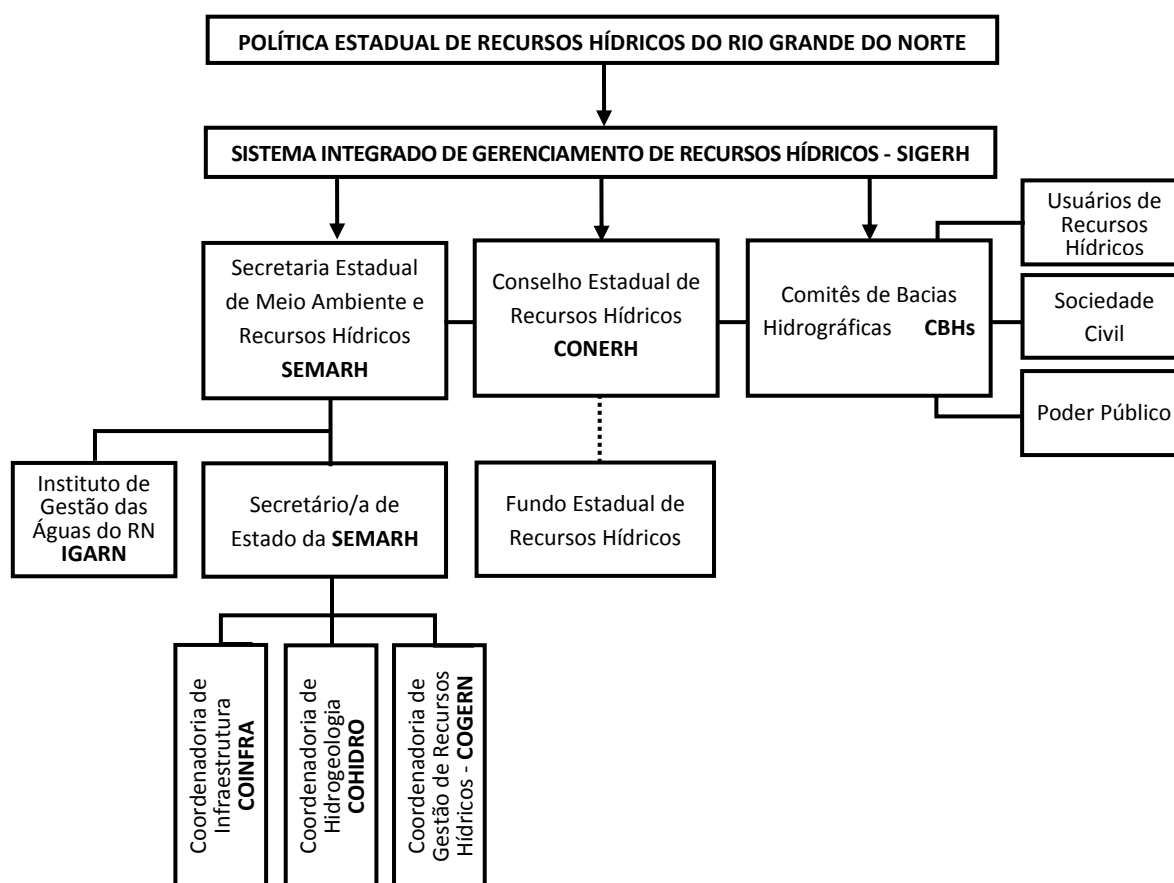 POLÍTICA ESTADUAL DE RECURSOS HÍDRICOS DO RIO GRANDE DO NORTE
SISTEMA INTEGRADO DE GERENCIAMENTO DE RECURSOS HÍDRICOS - SIGERH
Secretaria Estadual
de Meio Ambiente e
Recursos Hídricos
SEMARH
Conselho Estadual de
Recursos Hídricos
CONERH
Comitês de Bacias
Hidrográficas CBHs
Usuários de
Recursos
Hídricos
Sociedade
Civil
Poder Público
Instituto de
Gestão das
Águas do RN
IGARN
Secretário/a de
Estado da SEMARH
Fundo Estadual de
Recursos Hídricos
Coordenadoria de
Infraestrutura
COINFRA
Coordenadoria de
Hidrogeologia
COHIDRO
Coordenadoria de
Gestão de Recursos
Hídricos - COGERN